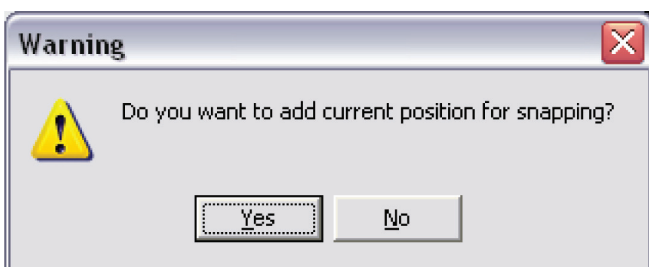 Warning
Do you want to add current position for snapping?
Yes No